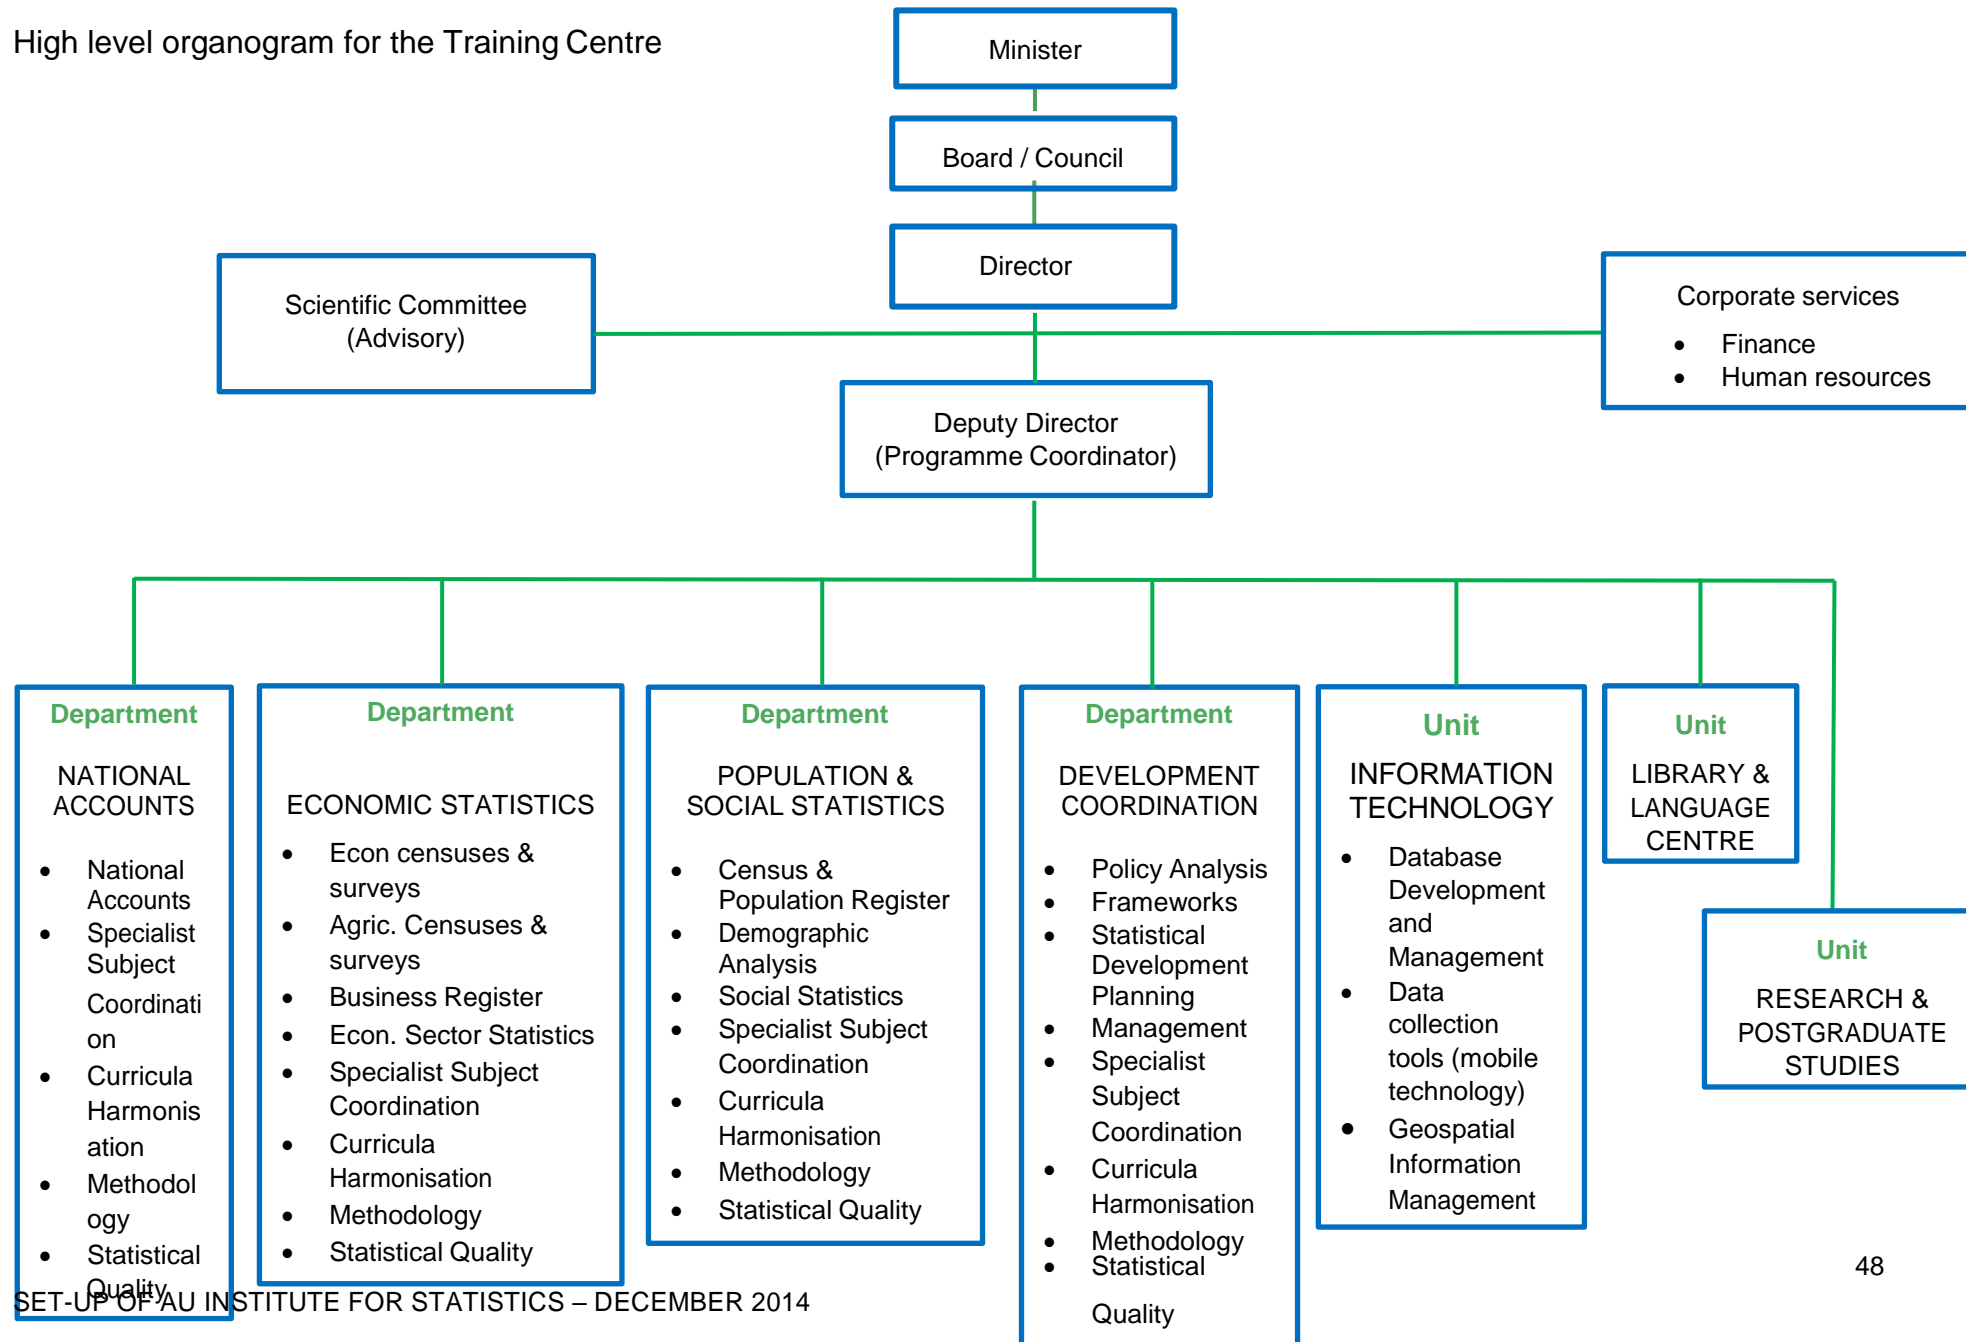 High level organogram for the Training Centre
Minister
Board / Council
Director
Scientific Committee
(Advisory)
Corporate services
• Finance
• Human resources
Deputy Director
(Programme Coordinator)
Department
NATIONAL
ACCOUNTS
• National
Accounts
• Specialist
Subject
Coordinati
on
• Curricula
Harmonis
ation
• Methodol
ogy
• Statistical
Quality
Department
ECONOMIC STATISTICS
• Econ censuses &
surveys
• Agric. Censuses &
surveys
• Business Register
• Econ. Sector Statistics
• Specialist Subject
Coordination
• Curricula
Harmonisation
• Methodology
• Statistical Quality
Department
POPULATION &
SOCIAL STATISTICS
• Census &
Population Register
• Demographic
Analysis
• Social Statistics
• Specialist Subject
Coordination
• Curricula
Harmonisation
• Methodology
• Statistical Quality
Department
DEVELOPMENT
COORDINATION
• Policy Analysis
• Frameworks
• Statistical
Development
Planning
• Management
• Specialist
Subject
Coordination
• Curricula
Harmonisation
• Methodology
• Statistical
Quality
Unit
INFORMATION
TECHNOLOGY
• Database
Development
and
Management
• Data
collection
tools (mobile
technology)
• Geospatial
Information
Management
Unit
LIBRARY &
LANGUAGE
CENTRE
Unit
RESEARCH &
POSTGRADUATE
STUDIES
48
SET-UP OF AU INSTITUTE FOR STATISTICS – DECEMBER 2014